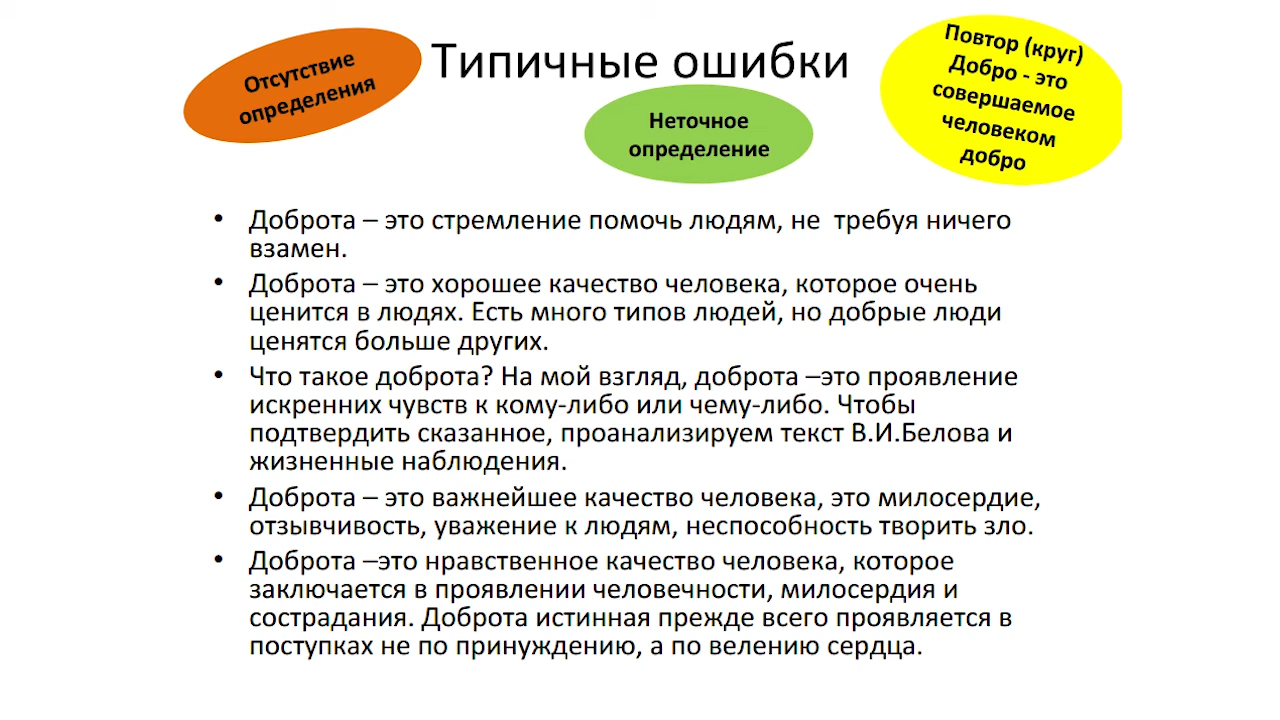 Типичные ошибки
Отсутствие
определения
Неточное
определение
Повтор (круг)
Добро - это
совершаемое
человеком
добро
• Доброта – это стремление помочь людям, не  требуя ничего
взамен.
• Доброта – это хорошее качество человека, которое очень
ценится в людях. Есть много типов людей, но добрые люди
ценятся больше других.
• Что такое доброта? На мой взгляд, доброта –это проявление
искренних чувств к кому-либо или чему-либо. Чтобы
подтвердить сказанное, проанализируем текст В.И.Белова и
жизненные наблюдения.
• Доброта – это важнейшее качество человека, это милосердие,
отзывчивость, уважение к людям, неспособность творить зло.
• Доброта –это нравственное качество человека, которое
заключается в проявлении человечности, милосердия и
сострадания. Доброта истинная прежде всего проявляется в
поступках не по принуждению, а по велению сердца.